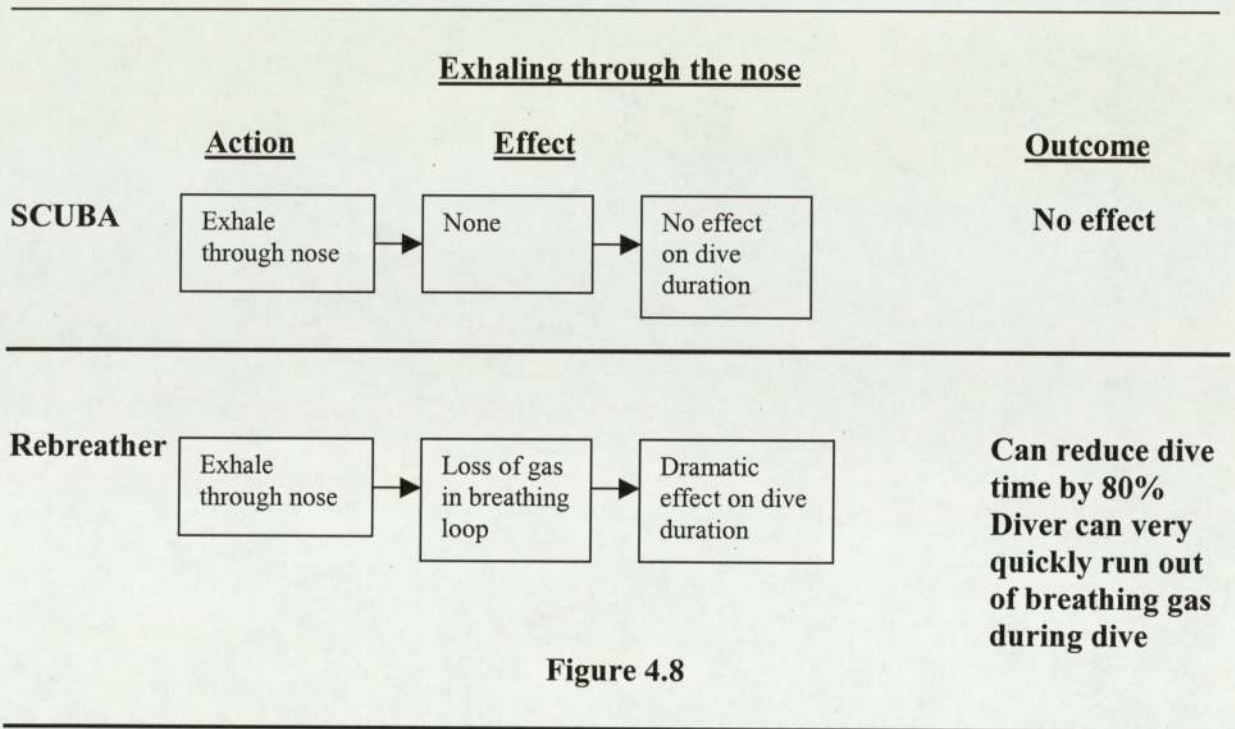 Exhaling through the nose
Action
Effect
Outcome
SCUBA
Exhale
through nose
None
No effect
on dive
duration
No effect
Rebreather
Exhale
through nose
Loss of gas
in breathing
loop
Dramatic
effect on dive
duration
Can reduce dive
time by 80%
Diver can very
quickly run out
of breathing gas
during dive
Figure 4.8